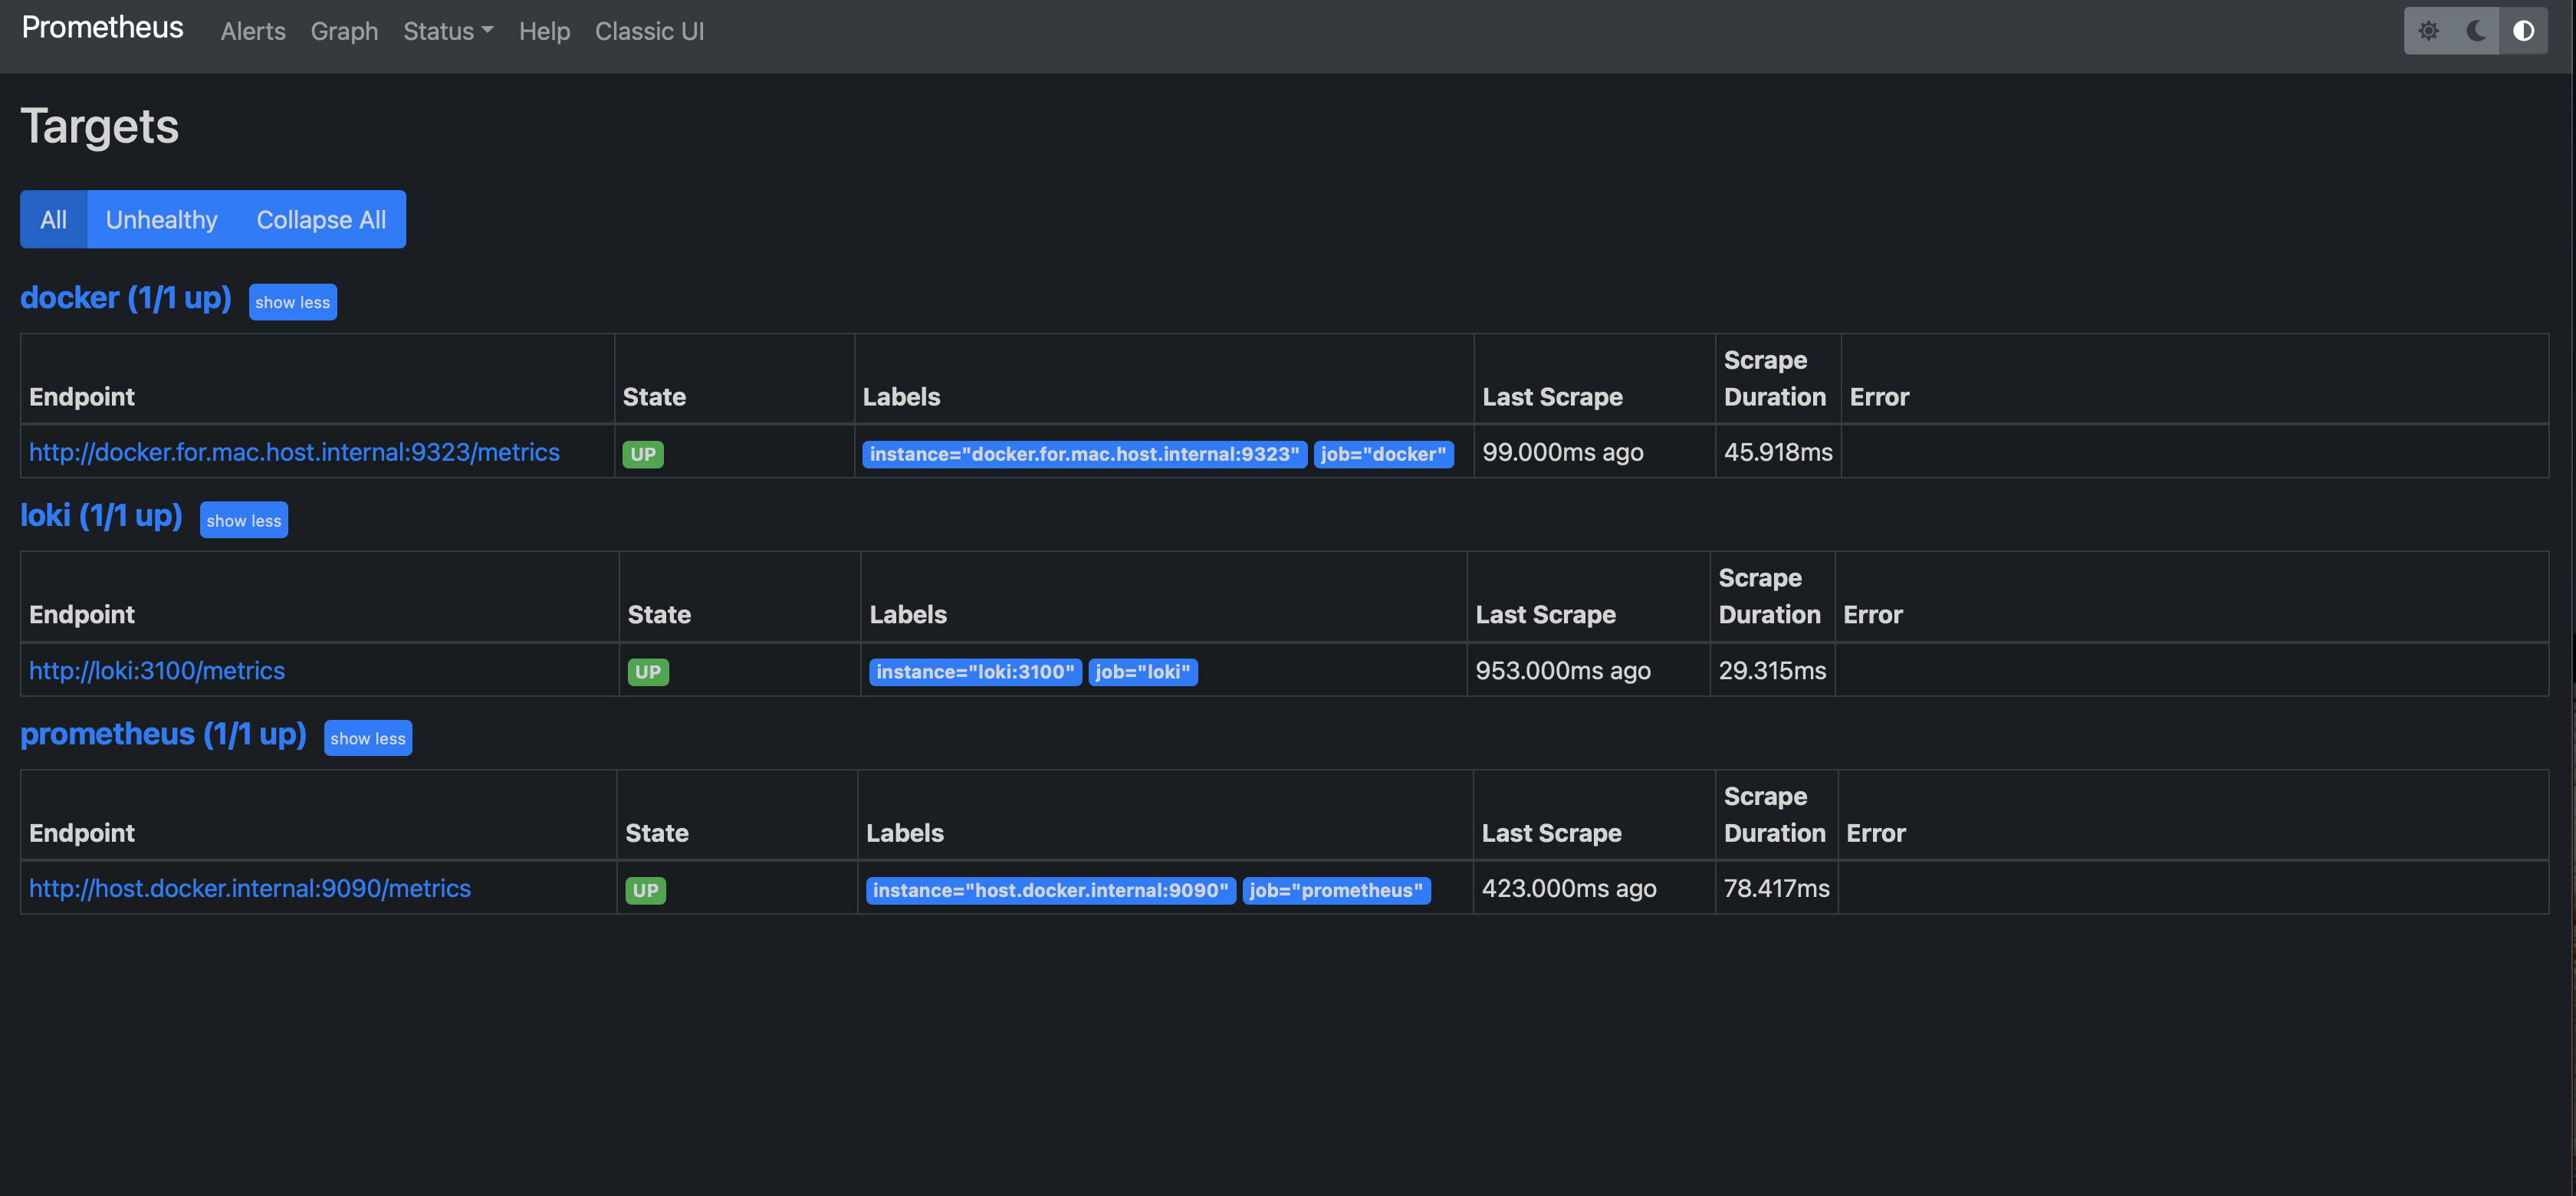 Prometheus Alerts Graph Status Help Classic UI
Targets
All Unhealthy Collapse All
docker (1/1 up) show less
Endpoint State Labels Last Scrape Scrape Duration Error
http://docker.for.mac.host.internal:9323/metrics UP instance="docker.for.mac.host.internal:9323" job="docker" 99.000ms ago 45.918ms
loki (1/1 up) show less
Endpoint State Labels Last Scrape Scrape Duration Error
http://loki:3100/metrics UP instance="loki:3100" job="loki" 953.000ms ago 29.315ms
prometheus (1/1 up) show less
Endpoint State Labels Last Scrape Scrape Duration Error
http://host.docker.internal:9090/metrics UP instance="host.docker.internal:9090" job="prometheus" 423.000ms ago 78.417ms